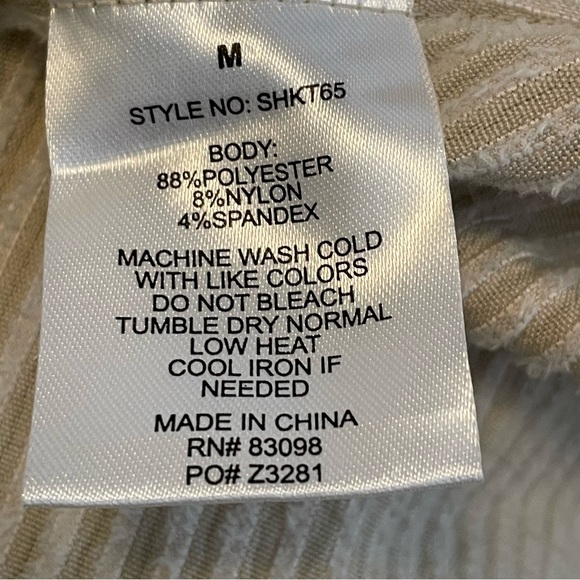 M
STYLE NO: SHKT65
BODY:
88%POLYESTER
8%NYLON
4%SPANDEX
MACHINE WASH COLD
WITH LIKE COLORS
DO NOT BLEACH
TUMBLE DRY NORMAL
LOW HEAT
COOL IRON IF
NEEDED
MADE IN CHINA
RN# 83098
PO# Z3281